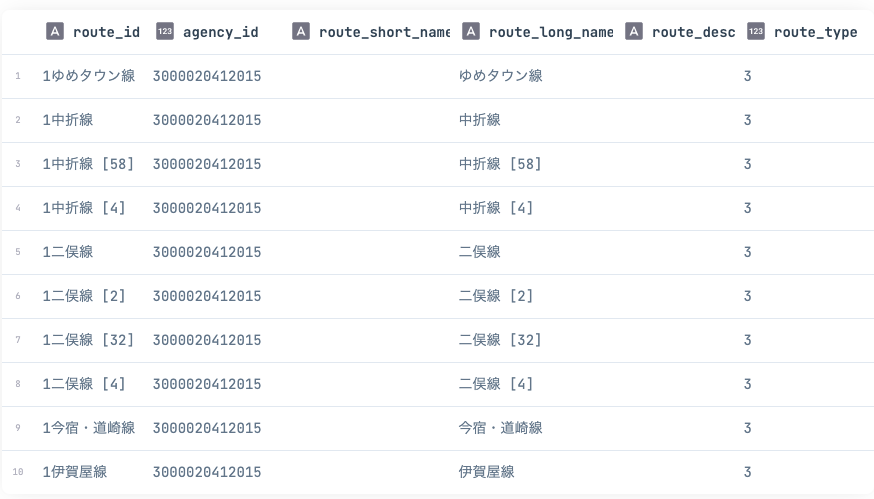 A route_id 123 agency_id A route_short_name A route_long_name A route_desc 123 route_type
1 1ゆめタウン線 3000020412015 ゆめタウン線 3
2 1中折線 3000020412015 中折線 3
3 1中折線 [58] 3000020412015 中折線 [58] 3
4 1中折線 [4] 3000020412015 中折線 [4] 3
5 1二俣線 3000020412015 二俣線 3
6 1二俣線 [2] 3000020412015 二俣線 [2] 3
7 1二俣線 [32] 3000020412015 二俣線 [32] 3
8 1二俣線 [4] 3000020412015 二俣線 [4] 3
9 1今宿・道崎線 3000020412015 今宿・道崎線 3
10 1伊賀屋線 3000020412015 伊賀屋線 3